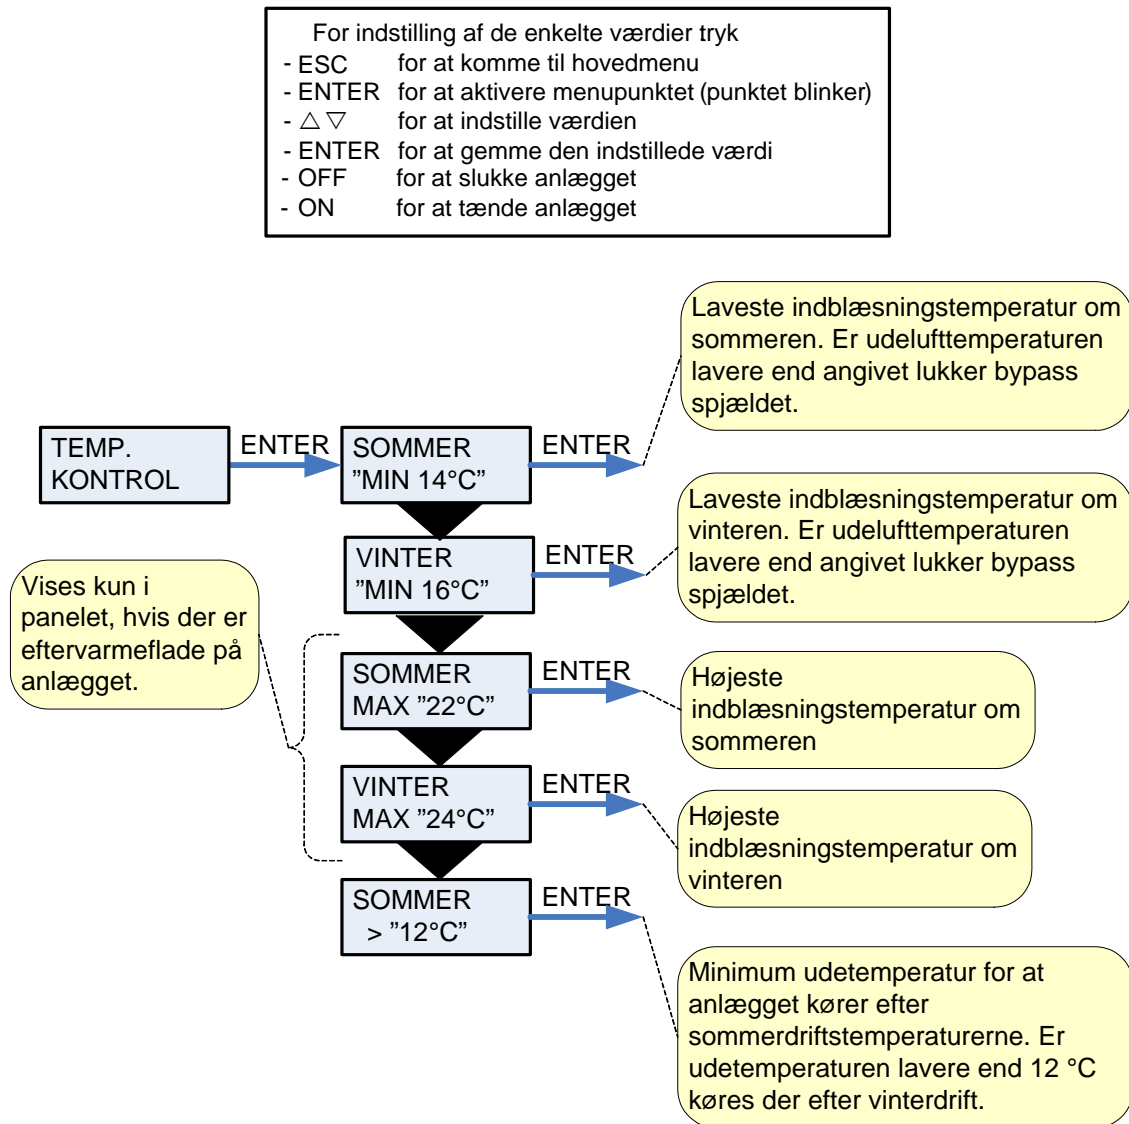 For indstilling af de enkelte værdier tryk
- ESC for at komme til hovedmenu
- ENTER for at aktivere menupunktet (punktet blinker)
- △ ▽ for at indstille værdien
- ENTER for at gemme den indstillede værdi
- OFF for at slukke anlægget
- ON for at tænde anlægget
Laveste indblæsningstemperatur om
sommeren. Er udelufttemperaturen
lavere end angivet lukker bypass
spjældet.
TEMP.
KONTROL
ENTER
SOMMER
”MIN 14°C”
ENTER
Laveste indblæsningstemperatur om
vinteren. Er udelufttemperaturen
lavere end angivet lukker bypass
spjældet.
VINTER
”MIN 16°C”
ENTER
Vises kun i
panelet, hvis der er
eftervarmeflade på
anlægget.
SOMMER
MAX ”22°C”
ENTER
Højeste
indblæsningstemperatur om
sommeren
VINTER
MAX ”24°C”
ENTER
Højeste
indblæsningstemperatur om
vinteren
SOMMER
> ”12°C”
ENTER
Minimum udetemperatur for at
anlægget kører efter
sommerdriftstemperaturerne. Er
udetemperaturen lavere end 12 °C
køres der efter vinterdrift.